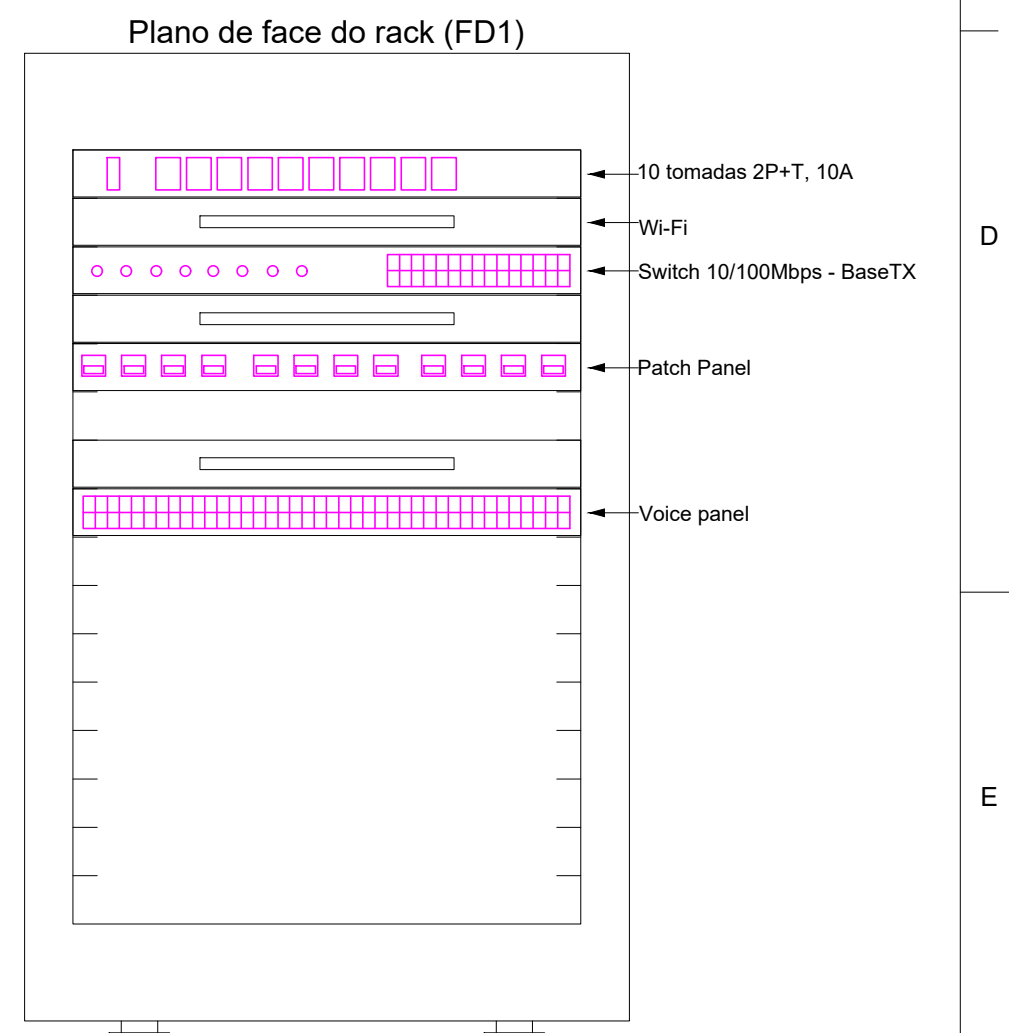 Plano de face do rack (FD1)
10 tomadas 2P+T, 10A
Wi-Fi
D
Switch 10/100Mbps - BaseTX
Patch Panel
Voice panel
E